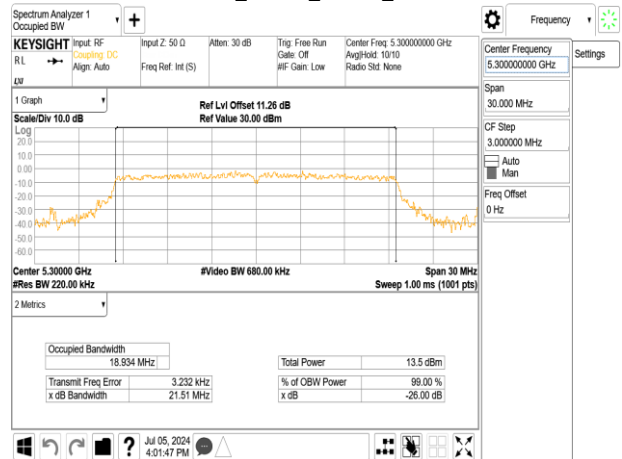 Spectrum Analyzer 1
Occupied BW
+
Frequency
KEYSIGHT
Input: RF
Coupling: DC
Align: Auto
Input Z: 50 Ω
Freq Ref: Int (S)
Atten: 30 dB
Trig: Free Run
Gate: Off
#IF Gain: Low
Center Freq: 5.300000000 GHz
Avg|Hold: 10/10
Radio Std: None
R L
LXI
Center Frequency
5.300000000 GHz
Settings
Span
30.000 MHz
CF Step
3.000000 MHz
Auto
Man
Freq Offset
0 Hz
1 Graph
Scale/Div 10.0 dB
Ref Lvl Offset 11.26 dB
Ref Value 30.00 dBm
Log
20.0
10.0
0.00
-10.0
-20.0
-30.0
-40.0
-50.0
-60.0
Center 5.30000 GHz
#Res BW 220.00 kHz
#Video BW 680.00 kHz
Span 30 MHz
Sweep 1.00 ms (1001 pts)
2 Metrics
Occupied Bandwidth
18.934 MHz
Total Power 13.5 dBm
Transmit Freq Error 3.232 kHz
% of OBW Power 99.00 %
x dB Bandwidth 21.51 MHz
x dB -26.00 dB
?
Jul 05, 2024
4:01:47 PM